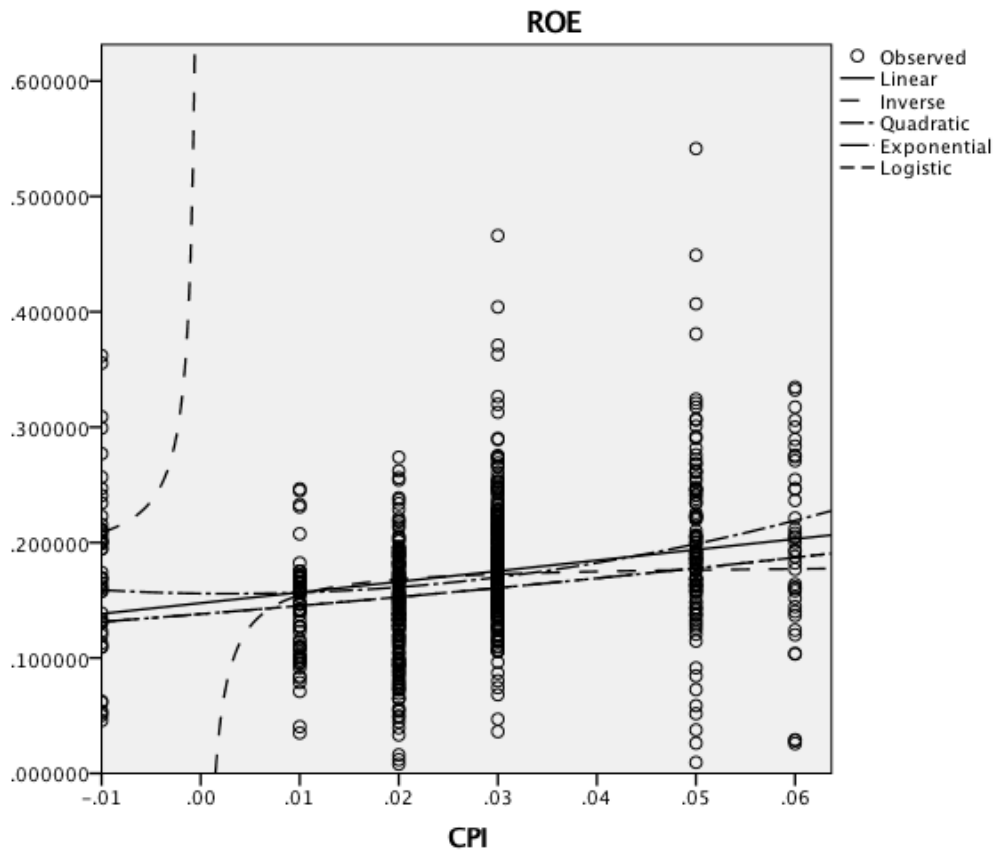 ROE
.600000
.500000
.400000
.300000
.200000
.100000
.000000
-.01 .00 .01 .02 .03 .04 .05 .06
CPI
Observed
Linear
Inverse
Quadratic
Exponential
Logistic